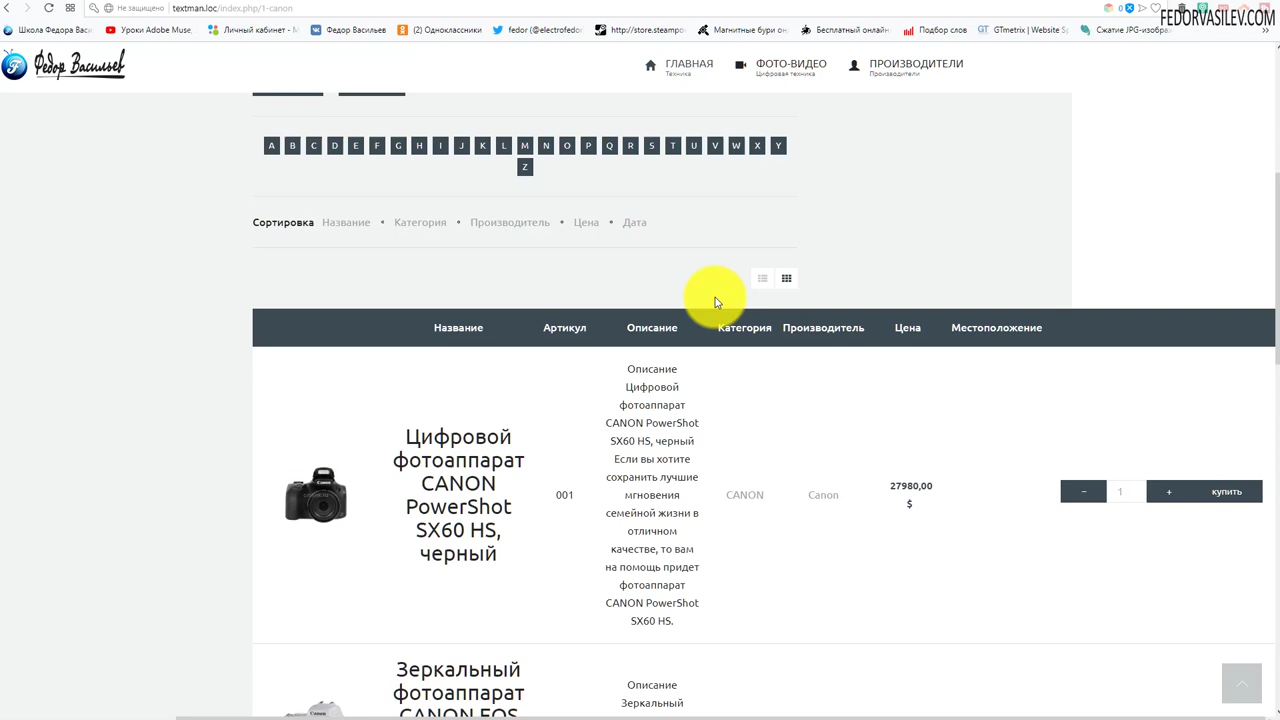 textman.loc/index.php/1-canon
Не защищено
0
FEDORVASILEV.COM
Школа Федора Васи
Уроки Adobe Muse,
Личный кабинет - М
Федор Васильев
(2) Одноклассники
fedor (@electrofedor
http://store.steampo
Магнитные бури он
Бесплатный онлайн
Подбор слов
GTmetrix | Website Sp
Сжатие JPG-изобра
Федор Васильев
ГЛАВНАЯ
Техника
ФОТО-ВИДЕО
Цифровая техника
ПРОИЗВОДИТЕЛИ
Производители
A B C D E F G H I J K L M N O P Q R S T U V W X Y
Z
Сортировка Название • Категория • Производитель • Цена • Дата
Название Артикул Описание Категория Производитель Цена Местоположение
Цифровой
фотоаппарат
CANON
PowerShot
SX60 HS,
черный
001
Описание
Цифровой
фотоаппарат
CANON PowerShot
SX60 HS, черный
Если вы хотите
сохранить лучшие
мгновения
семейной жизни в
отличном
качестве, то вам
на помощь придет
фотоаппарат
CANON PowerShot
SX60 HS.
CANON
Canon
27980,00
$
− 1 + купить
Зеркальный
фотоаппарат
CANON EOS
Описание
Зеркальный